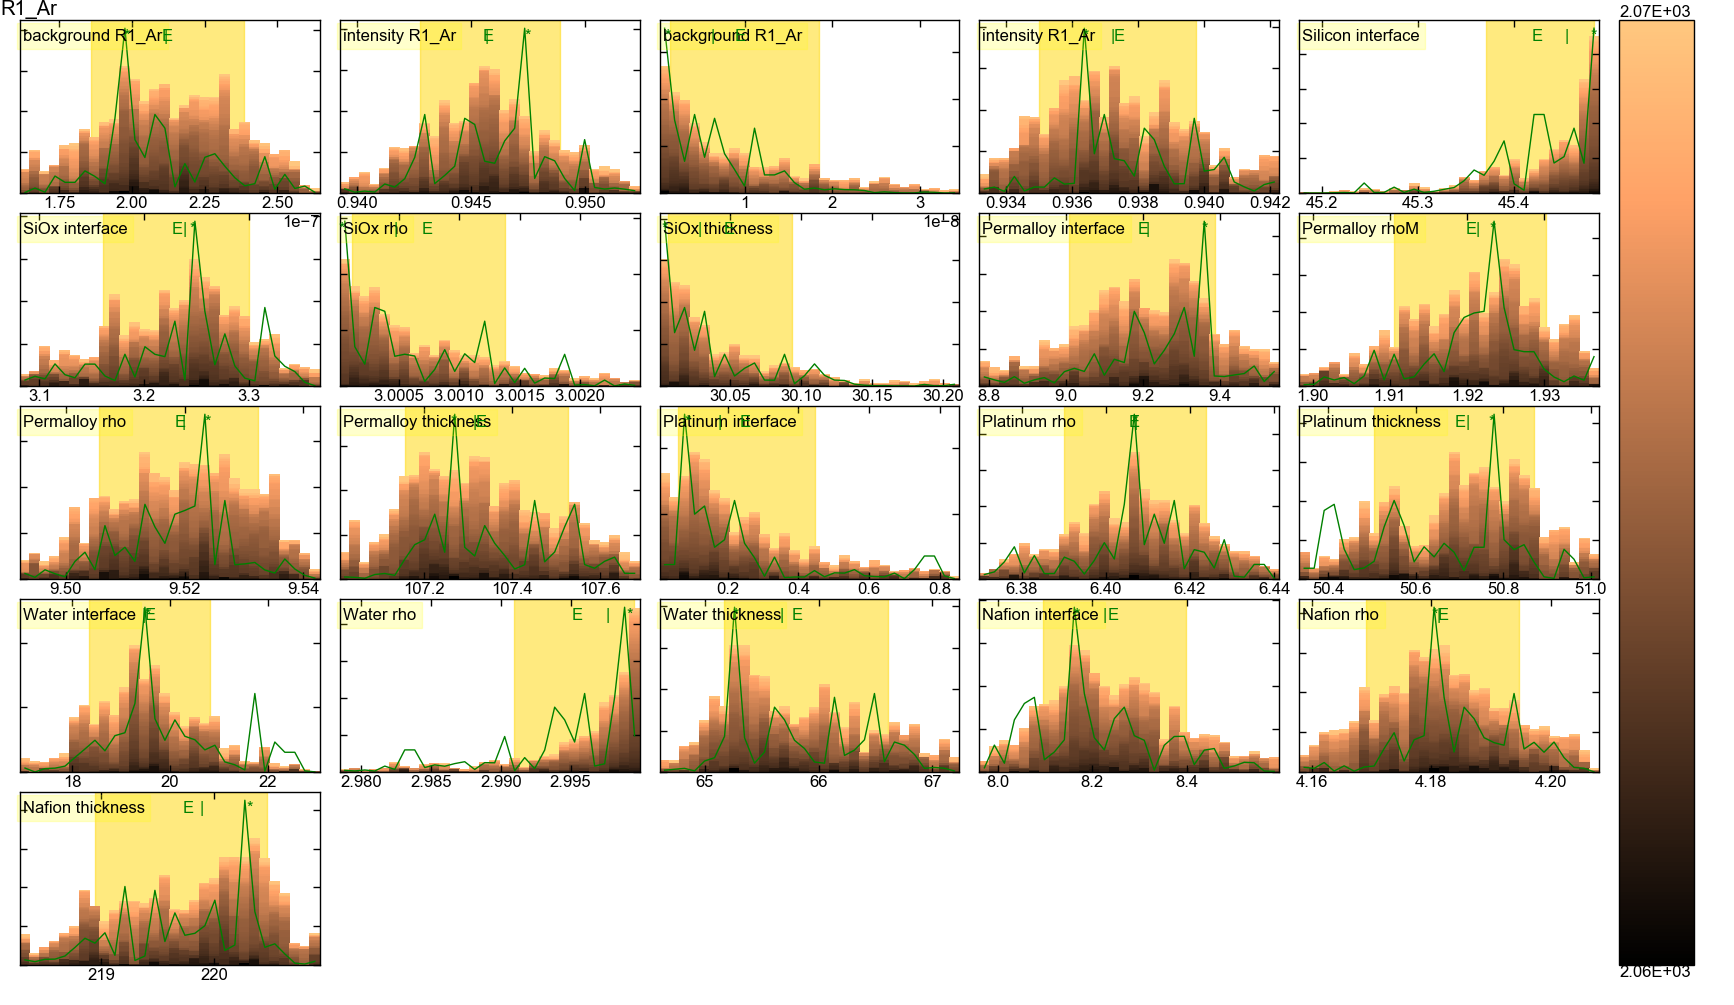 R1_Ar
2.07E+03
background R1_Ar
E
intensity R1_Ar
E
*
background R1_Ar
E
intensity R1_Ar
E
Silicon interface
E
*
1.75 2.00 2.25 2.50
0.940 0.945 0.950
1 2 3
0.934 0.936 0.938 0.940 0.942
45.2 45.3 45.4
1e−7
1e−8
SiOx interface
E|
*
SiOx rho
E
SiOx thickness
E
Permalloy interface
E|
*
Permalloy rhoM
E|
*
3.1 3.2 3.3
3.0005 3.0010 3.0015 3.0020
30.05 30.10 30.15 30.20
8.8 9.0 9.2 9.4
1.90 1.91 1.92 1.93
Permalloy rho
E
*
Permalloy thickness
E
Platinum interface
E
Platinum rho
E
Platinum thickness
E|
*
9.50 9.52 9.54
107.2 107.4 107.6
0.2 0.4 0.6 0.8
6.38 6.40 6.42 6.44
50.4 50.6 50.8 51.0
Water interface
E
Water rho
E |
*
Water thickness
| E
Nafion interface
|E
Nafion rho
E
18 20 22
2.980 2.985 2.990 2.995
65 66 67
8.0 8.2 8.4
4.16 4.18 4.20
Nafion thickness
E |
*
219 220
2.06E+03